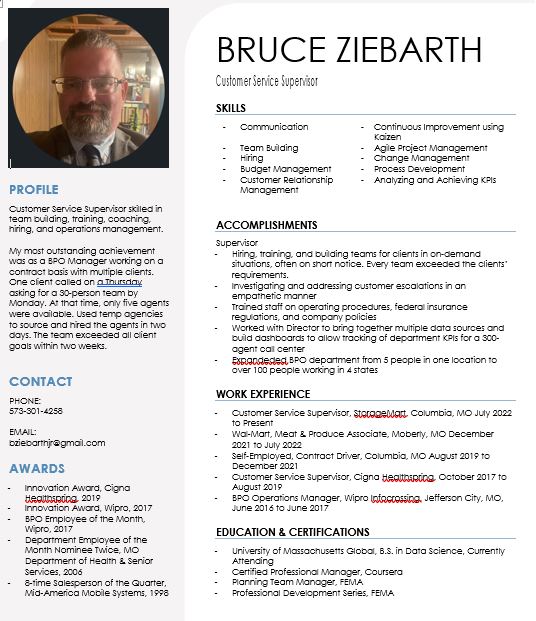 BRUCE ZIEBARTH
Customer Service Supervisor
PROFILE
Customer Service Supervisor skilled in
team building, training, coaching,
hiring, and operations management.
My most outstanding achievement
was as a BPO Manager working on a
contract basis with multiple clients.
One client called on a Thursday
asking for a 30-person team by
Monday. At that time, only five agents
were available. Used temp agencies
to source and hired the agents in two
days. The team exceeded all client
goals within two weeks.
CONTACT
PHONE:
573-301-4258
EMAIL:
bziebarthjr@gmail.com
AWARDS
- Innovation Award, Cigna
Healthspring, 2019
- Innovation Award, Wipro, 2017
- BPO Employee of the Month,
Wipro, 2017
- Department Employee of the
Month Nominee Twice, MO
Department of Health & Senior
Services, 2006
- 8-time Salesperson of the Quarter,
Mid-America Mobile Systems, 1998
SKILLS
- Communication
- Team Building
- Hiring
- Budget Management
- Customer Relationship
Management
- Continuous Improvement using
Kaizen
- Agile Project Management
- Change Management
- Process Development
- Analyzing and Achieving KPIs
ACCOMPLISHMENTS
Supervisor
- Hiring, training, and building teams for clients in on-demand
situations, often on short notice. Every team exceeded the clients'
requirements.
- Investigating and addressing customer escalations in an
empathetic manner
- Trained staff on operating procedures, federal insurance
regulations, and company policies
- Worked with Director to bring together multiple data sources and
build dashboards to allow tracking of department KPIs for a 300-
agent call center
- Expandeded BPO department from 5 people in one location to
over 100 people working in 4 states
WORK EXPERIENCE
- Customer Service Supervisor, StorageMart, Columbia, MO July 2022
to Present
- Wal-Mart, Meat & Produce Associate, Moberly, MO December
2021 to July 2022
- Self-Employed, Contract Driver, Columbia, MO August 2019 to
December 2021
- Customer Service Supervisor, Cigna Healthspring, October 2017 to
August 2019
- BPO Operations Manager, Wipro Infocrossing, Jefferson City, MO,
June 2016 to June 2017
EDUCATION & CERTIFICATIONS
- University of Massachusetts Global, B.S. in Data Science, Currently
Attending
- Certified Professional Manager, Coursera
- Planning Team Manager, FEMA
- Professional Development Series, FEMA